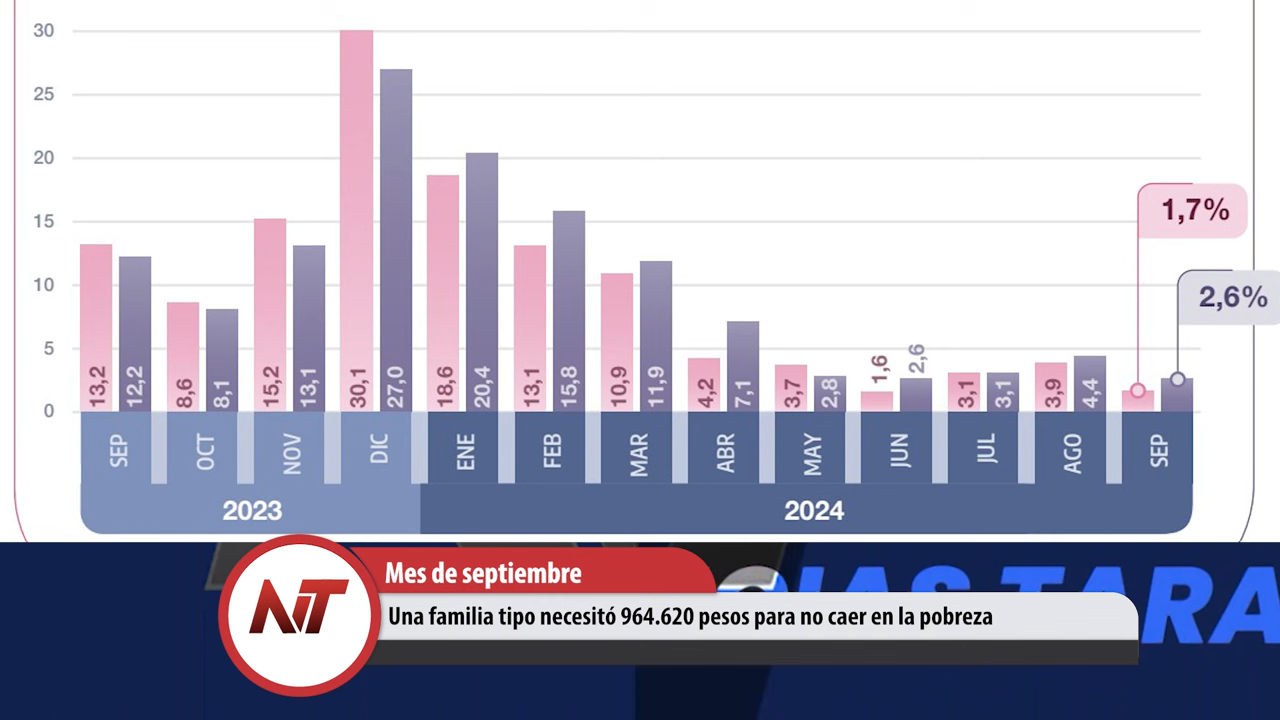 30
25
20
15
10
5
0
13,2
12,2
8,6
8,1
15,2
13,1
30,1
27,0
18,6
20,4
13,1
15,8
10,9
11,9
4,2
7,1
3,7
2,8
1,6
2,6
3,1
3,1
3,9
4,4
1,7%
2,6%
SEP
OCT
NOV
DIC
ENE
FEB
MAR
ABR
MAY
JUN
JUL
AGO
SEP
2023
2024
NT
Mes de septiembre
Una familia tipo necesitó 964.620 pesos para no caer en la pobreza
IAS TARA